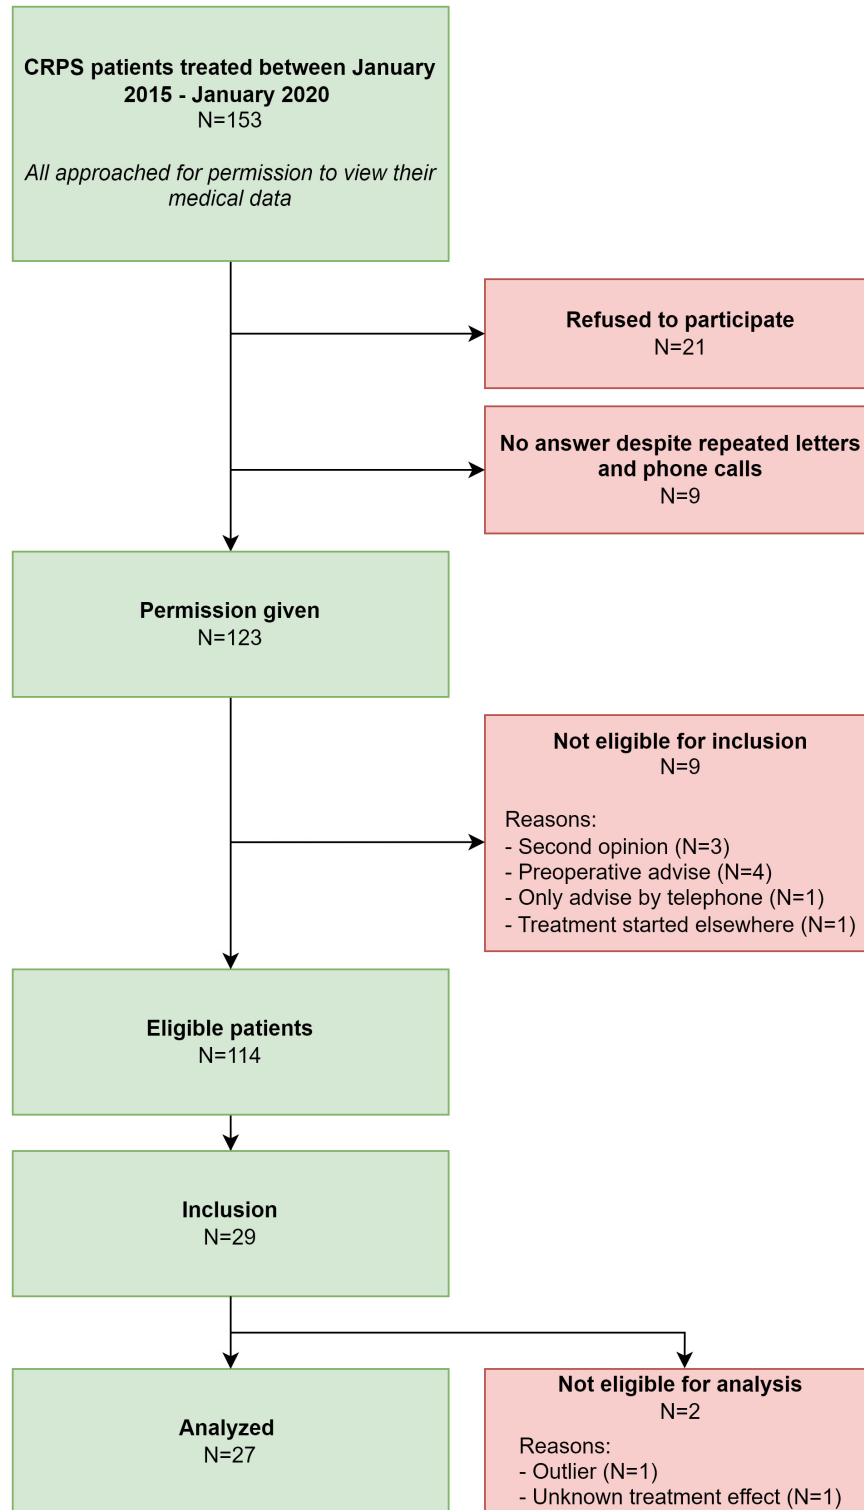 CRPS patients treated between January
2015 - January 2020
N=153
All approached for permission to view their
medical data
Refused to participate
N=21
No answer despite repeated letters
and phone calls
N=9
Permission given
N=123
Not eligible for inclusion
N=9
Reasons:
- Second opinion (N=3)
- Preoperative advise (N=4)
- Only advise by telephone (N=1)
- Treatment started elsewhere (N=1)
Eligible patients
N=114
Inclusion
N=29
Analyzed
N=27
Not eligible for analysis
N=2
Reasons:
- Outlier (N=1)
- Unknown treatment effect (N=1)